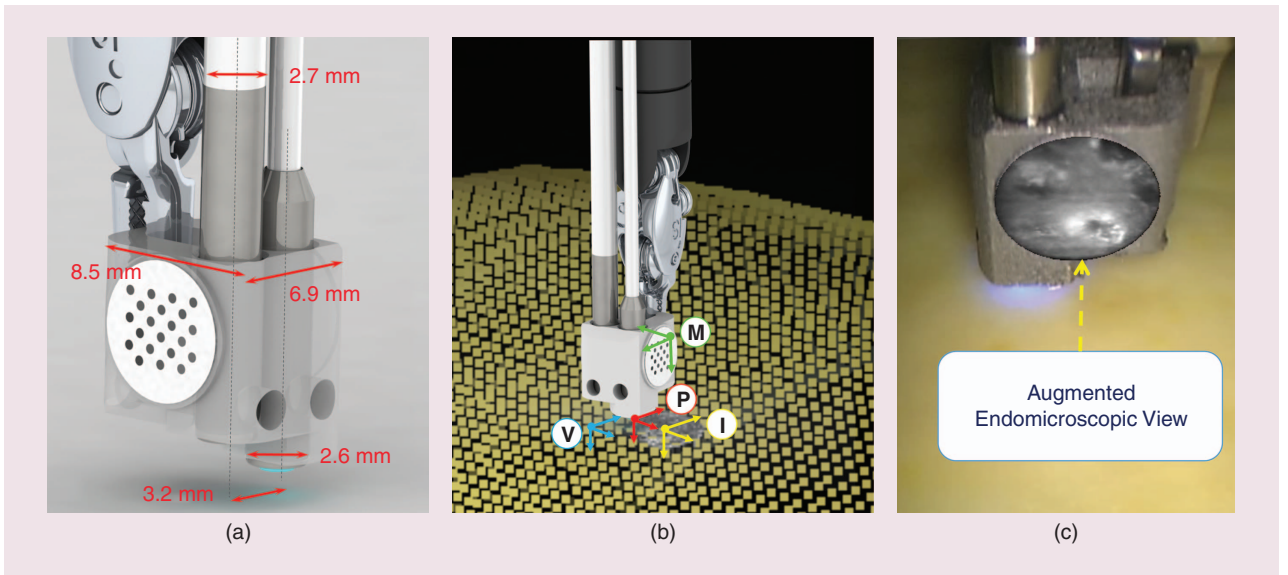 2.7 mm
8.5 mm
6.9 mm
2.6 mm
3.2 mm
(a)
M
P
V
I
(b)
Augmented
Endomicroscopic View
(c)